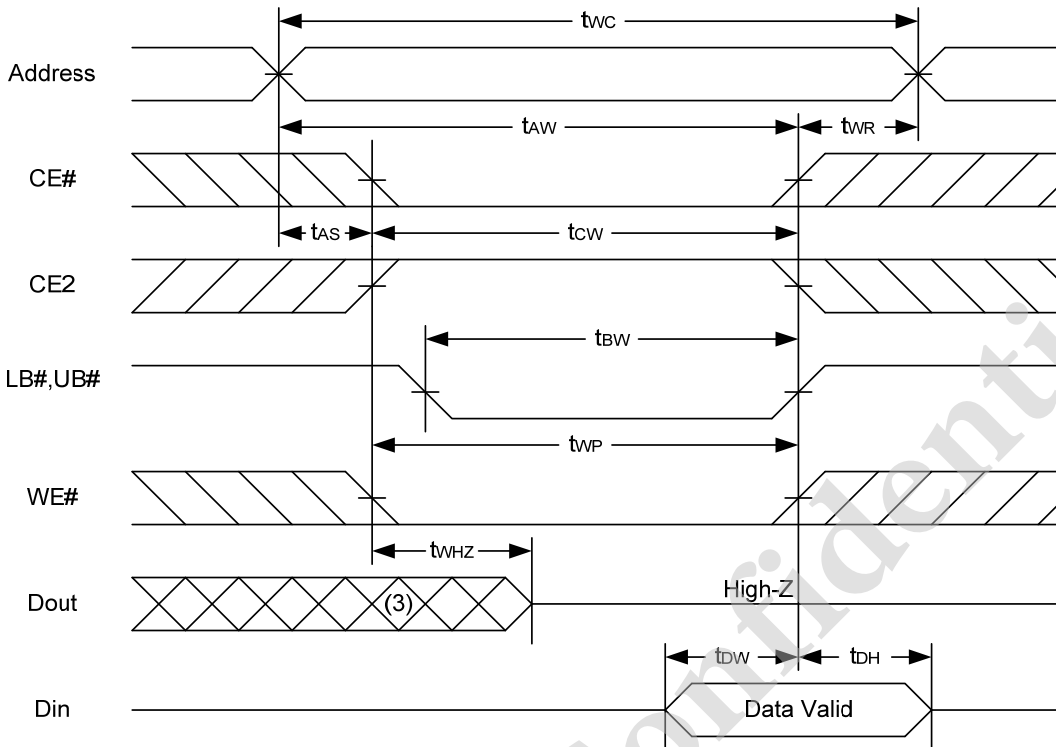 tWC
Address
tAW
tWR
CE#
tAS
tCW
CE2
tBW
LB#,UB#
tWP
WE#
tWHZ
Dout
(3)
High-Z
tDW
tDH
Din
Data Valid
onfidenti